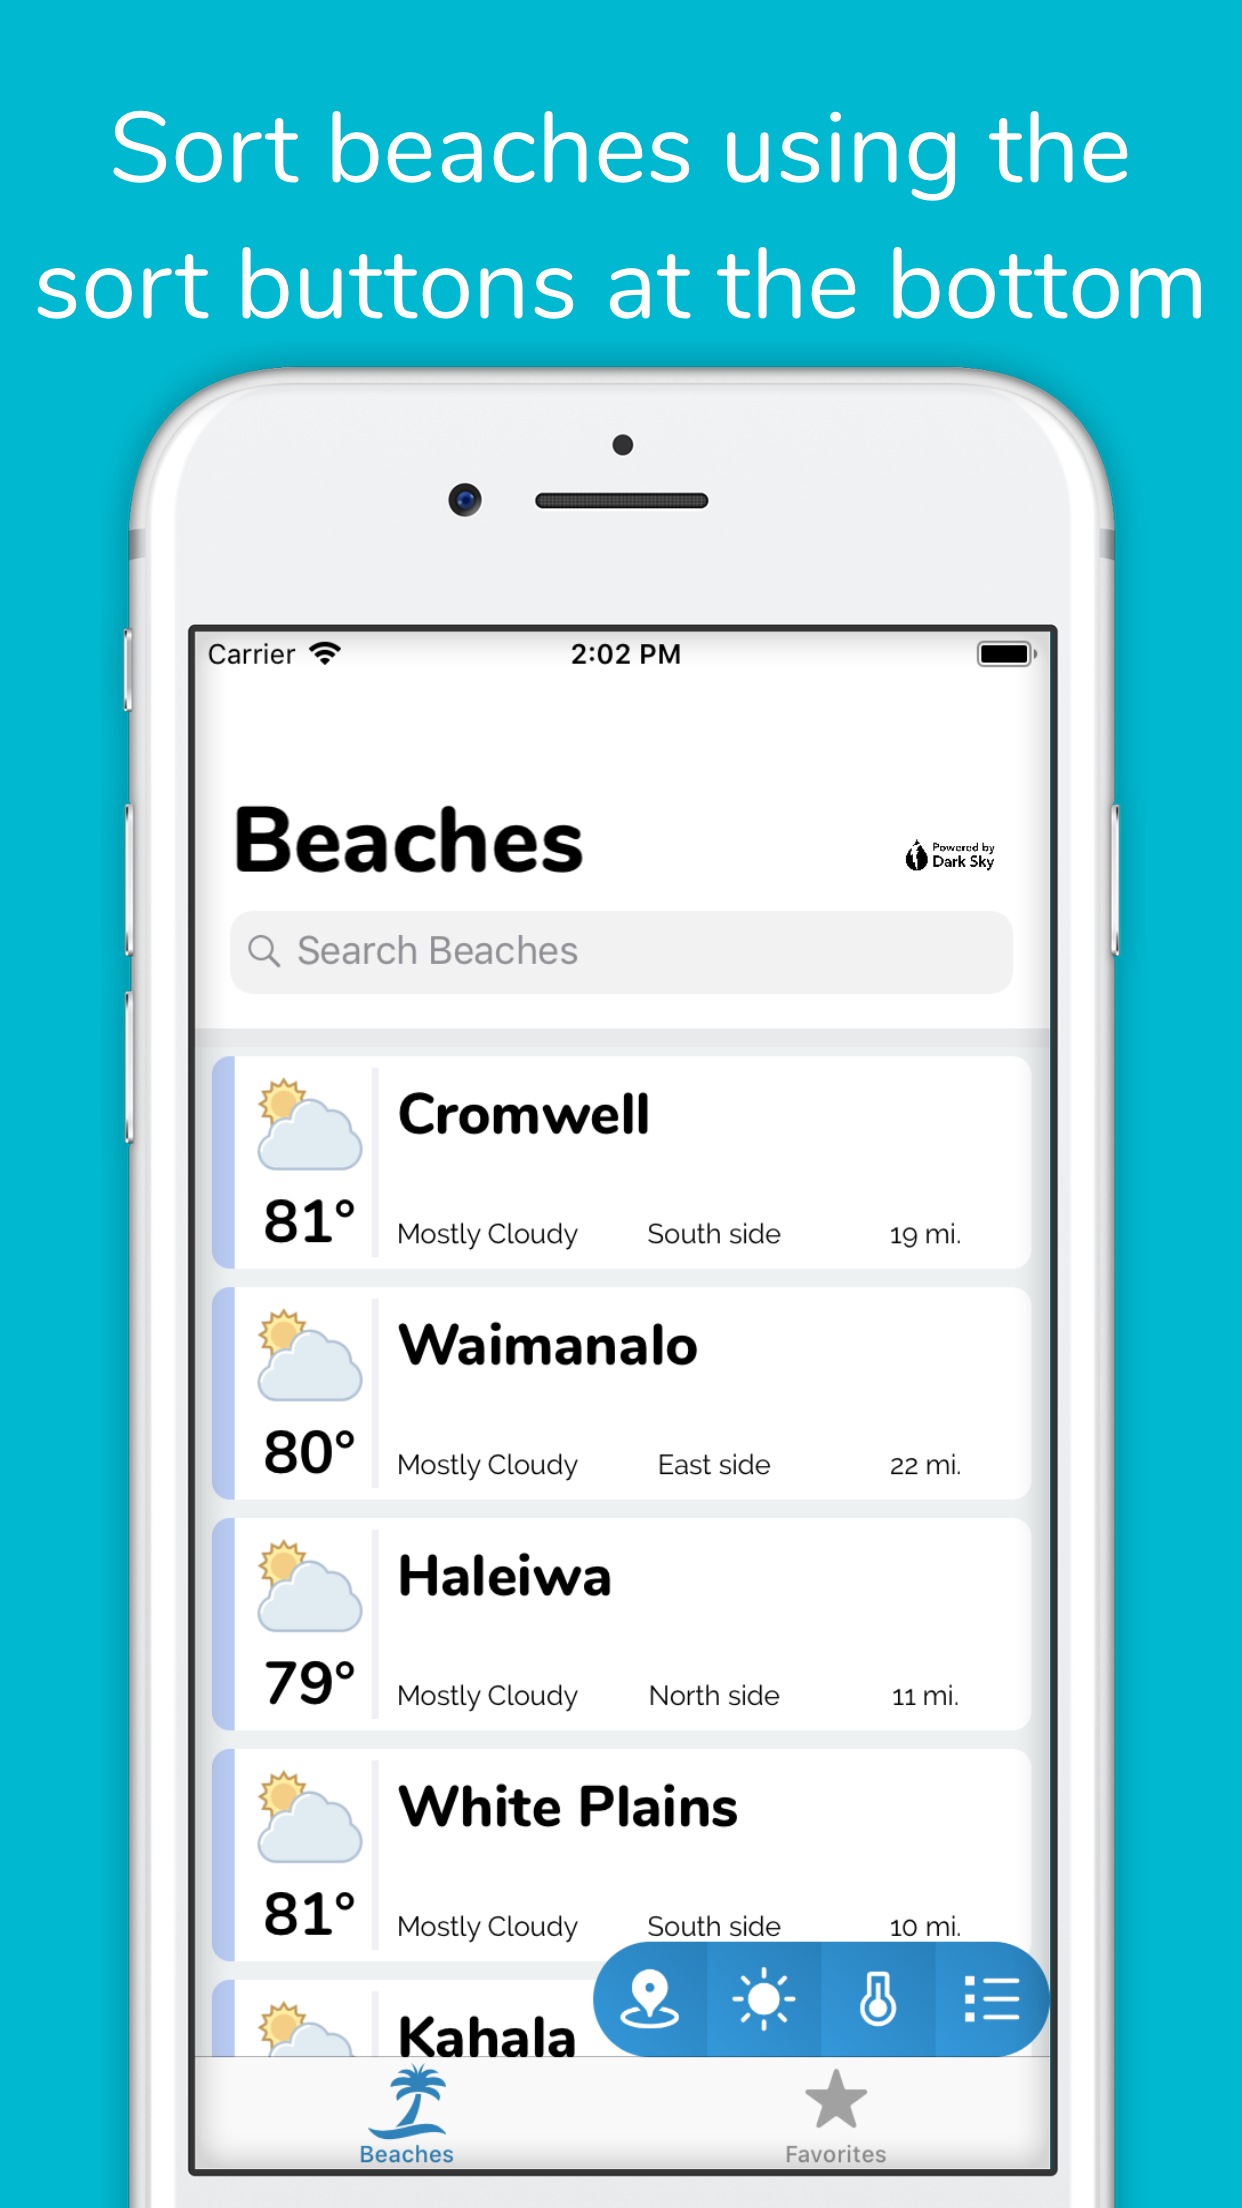 Sort beaches using the
sort buttons at the bottom
Carrier 2:02 PM
Beaches
Powered by
Dark Sky
Search Beaches
Cromwell
81° Mostly Cloudy South side 19 mi.
Waimanalo
80° Mostly Cloudy East side 22 mi.
Haleiwa
79° Mostly Cloudy North side 11 mi.
White Plains
81° Mostly Cloudy South side 10 mi.
Kahala
Beaches Favorites